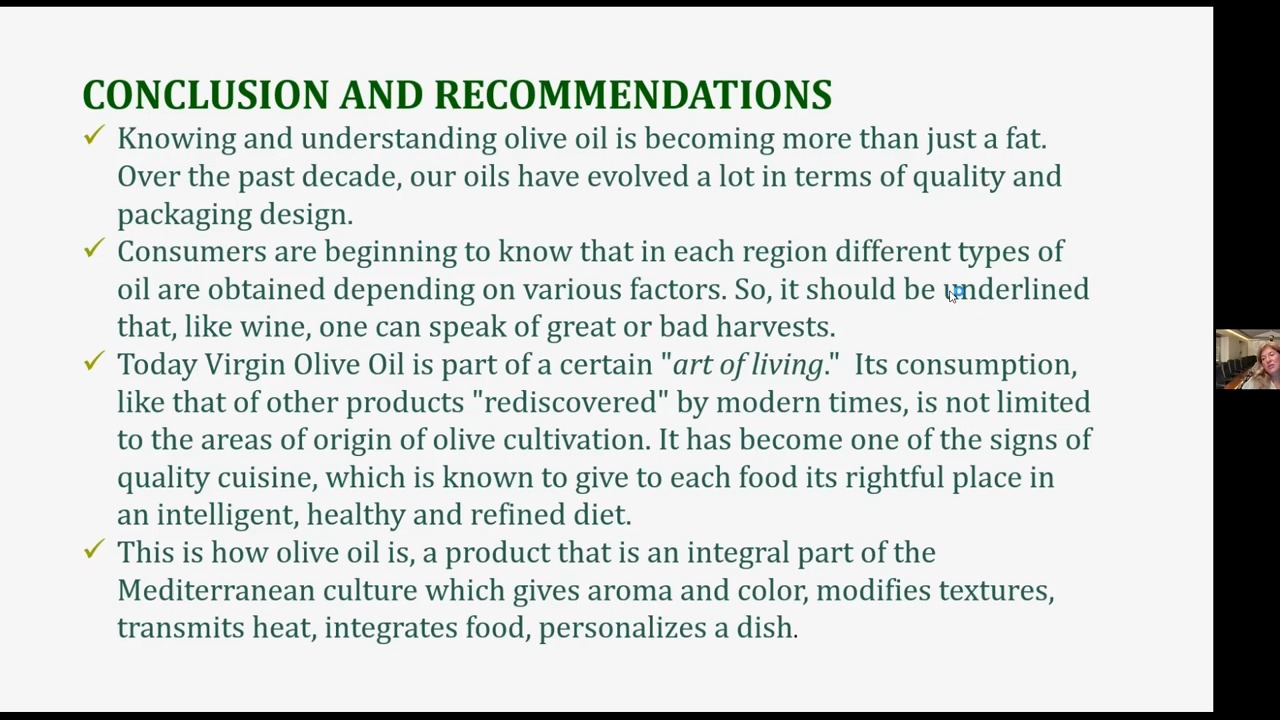 CONCLUSION AND RECOMMENDATIONS
✓ Knowing and understanding olive oil is becoming more than just a fat.
Over the past decade, our oils have evolved a lot in terms of quality and
packaging design.
✓ Consumers are beginning to know that in each region different types of
oil are obtained depending on various factors. So, it should be underlined
that, like wine, one can speak of great or bad harvests.
✓ Today Virgin Olive Oil is part of a certain "art of living."  Its consumption,
like that of other products "rediscovered" by modern times, is not limited
to the areas of origin of olive cultivation. It has become one of the signs of
quality cuisine, which is known to give to each food its rightful place in
an intelligent, healthy and refined diet.
✓ This is how olive oil is, a product that is an integral part of the
Mediterranean culture which gives aroma and color, modifies textures,
transmits heat, integrates food, personalizes a dish.